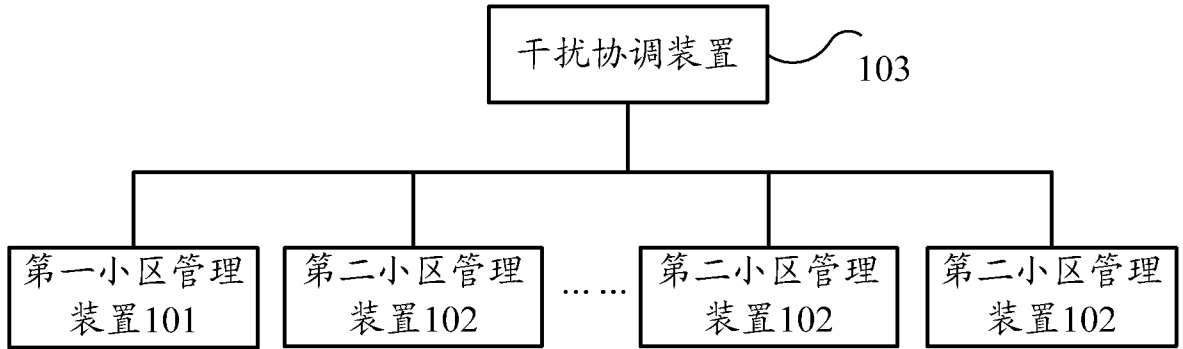 干扰协调装置
103
第一小区管理
装置101
第二小区管理
装置102
... ...
第二小区管理
装置102
第二小区管理
装置102